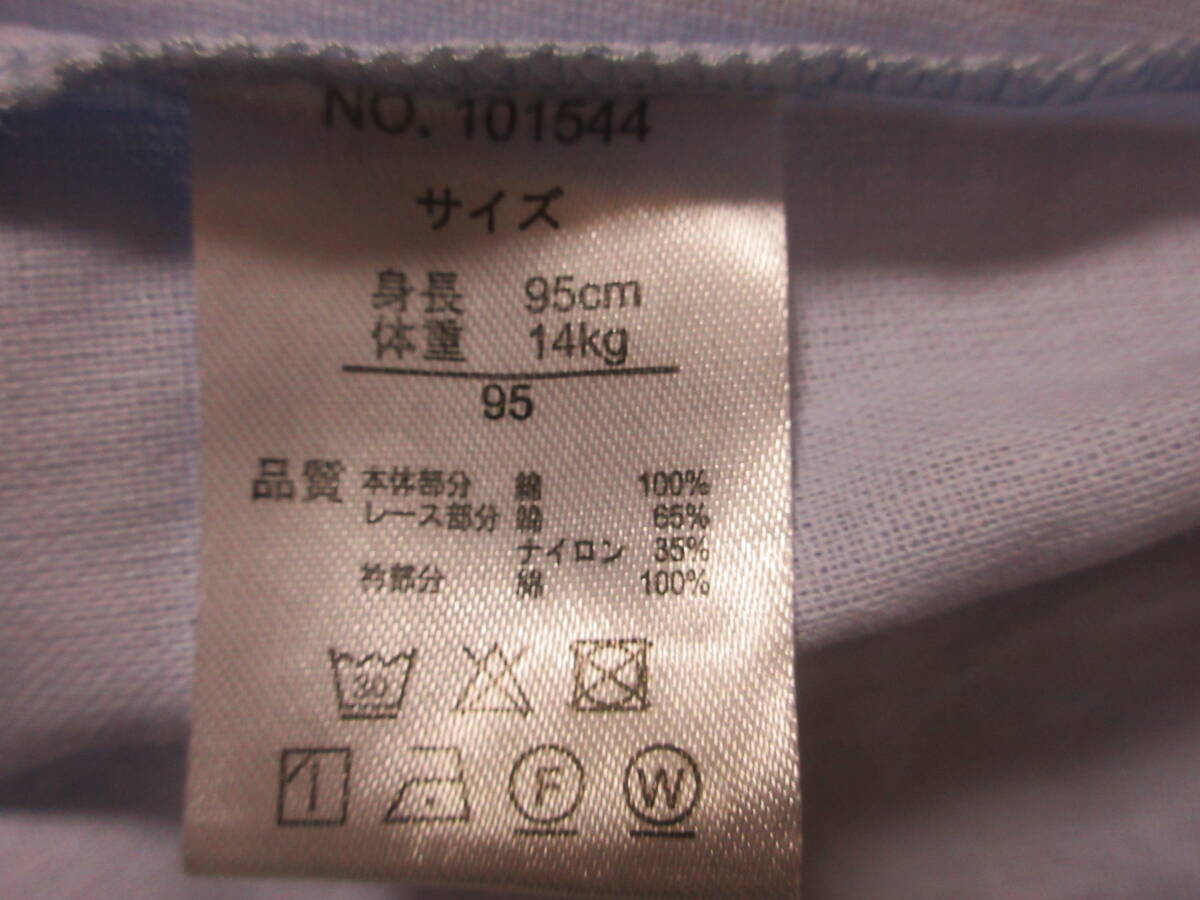 NO. 101544
サイズ
身長 95cm
体重 14kg
95
品質 本体部分 綿 100%
レース部分 綿 65%
ナイロン 35%
衿部分 綿 100%
30
F W